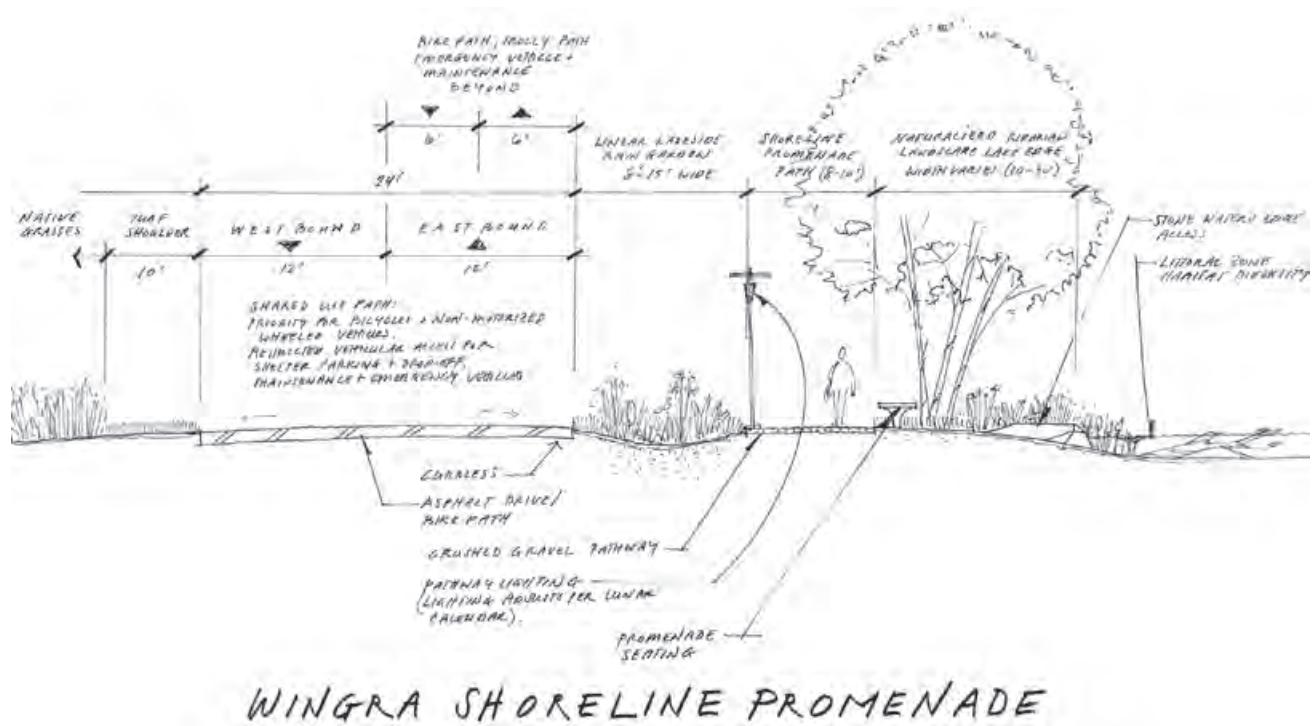 BIKE PATH, TROLLY PATH
EMERGENCY VEHICLE +
MAINTENANCE
BEYOND
6' 6'
LINEAR LAKESIDE
RAIN GARDEN
8'-15' WIDE
SHORELINE
PROMENADE
PATH (8-10')
NATURALIZED RIPARIAN
LANDSCAPE LAKE EDGE
WIDTH VARIES
24'
NATIVE
GRASSES
TURF
SHOULDER
10'
WEST BOUND
12'
EAST BOUND
12'
STONE WATERS EDGE
ACCESS
LITTORAL ZONE
HABITAT DIVERSITY
SHARED USE PATH:
PRIORITY FOR BICYCLES + NON-MOTORIZED
WHEELED VEHICLES.
RESTRICTED VEHICULAR ACCESS FOR
SHELTER PARKING + DROP-OFF,
MAINTENANCE + EMERGENCY VEHICLES
CURBLESS
ASPHALT DRIVE/
BIKE PATH
CRUSHED GRAVEL PATHWAY
PATHWAY LIGHTING
(LIGHTING ADJUSTS PER LUNAR
CALENDAR).
PROMENADE
SEATING
WINGRA SHORELINE PROMENADE